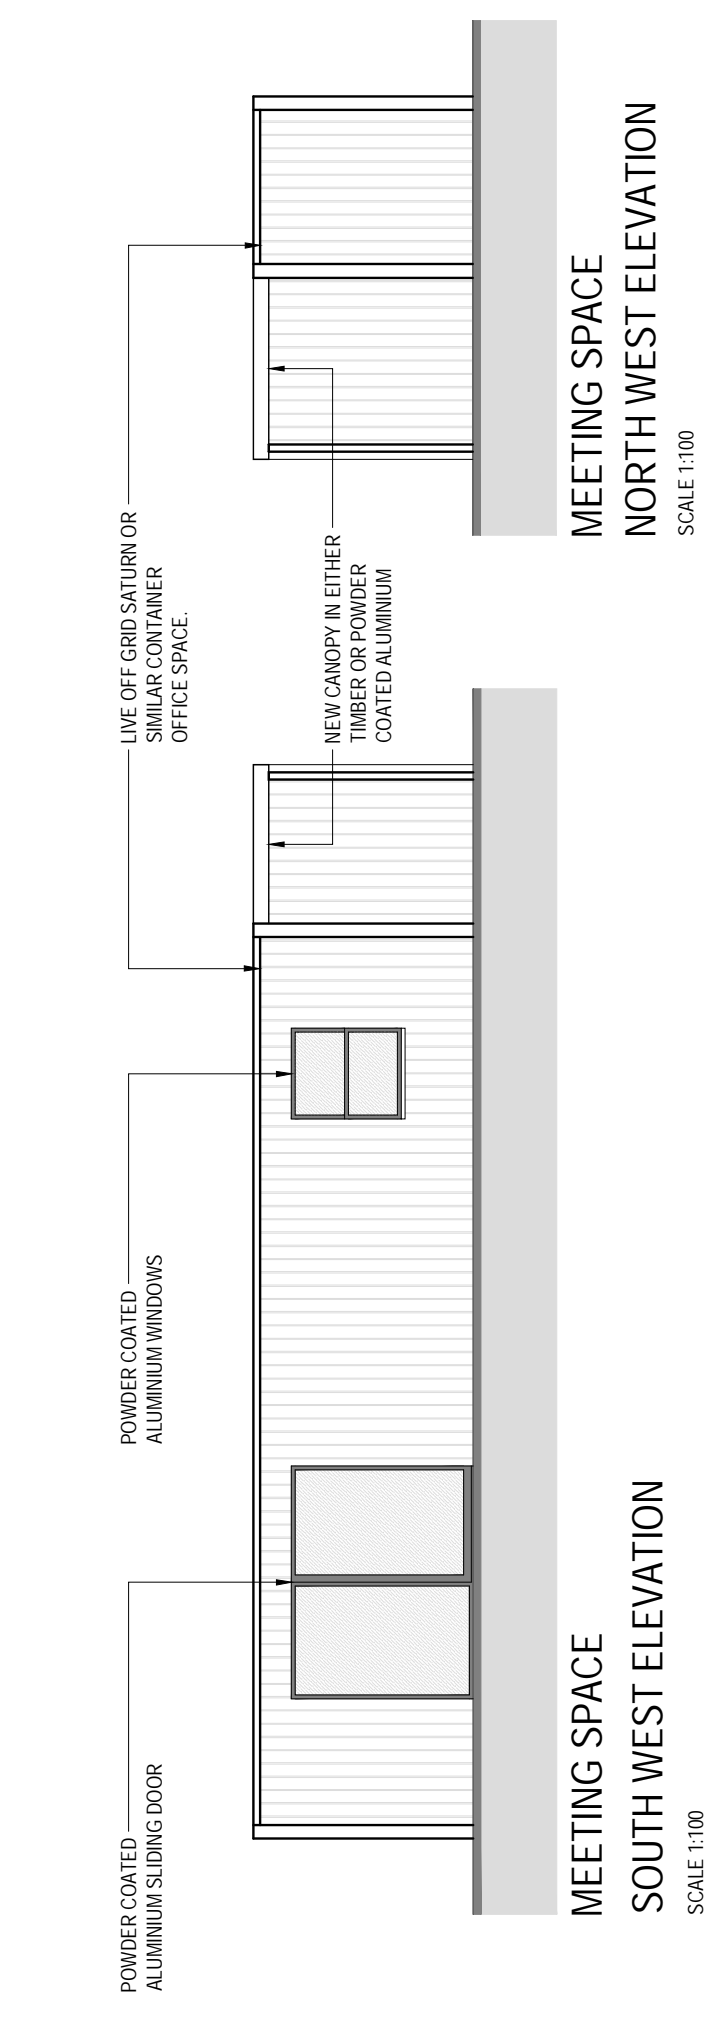 POWDER COATED
ALUMINIUM SLIDING DOOR
POWDER COATED
ALUMINIUM WINDOWS
LIVE OFF GRID SATURN OR
SIMILAR CONTAINER
OFFICE SPACE.
NEW CANOPY IN EITHER
TIMBER OR POWDER
COATED ALUMINIUM
MEETING SPACE
SOUTH WEST ELEVATION
SCALE 1:100
MEETING SPACE
NORTH WEST ELEVATION
SCALE 1:100